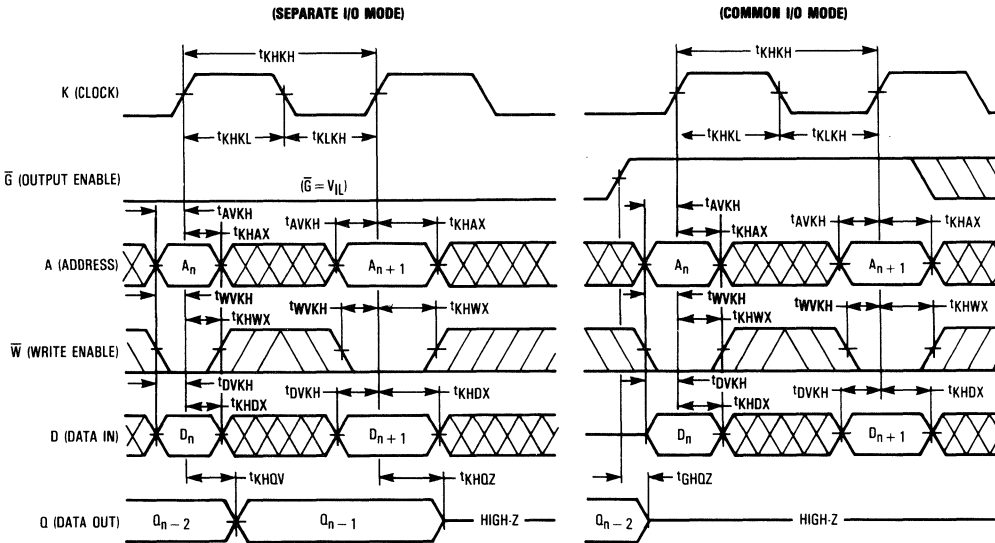 (SEPARATE I/O MODE) (COMMON I/O MODE)
tKHKH tKHKH
K (CLOCK)
tKHKL tKLKH tKHKL tKLKH
G̅ (OUTPUT ENABLE)
(G̅ = VIL)
tAVKH tAVKH tKHAX tAVKH tAVKH tKHAX
tKHAX tKHAX
A (ADDRESS) An An + 1 An An + 1
tWVKH tWVKH tKHWX tWVKH tWVKH tKHWX
tKHWX tKHWX
W̅ (WRITE ENABLE)
tDVKH tDVKH tKHDX tDVKH tDVKH tKHDX
tKHDX tKHDX
D (DATA IN) Dn Dn + 1 Dn Dn + 1
tKHQV tKHQZ tGHQZ
Q (DATA OUT) Qn – 2 Qn – 1 HIGH-Z Qn – 2 HIGH-Z